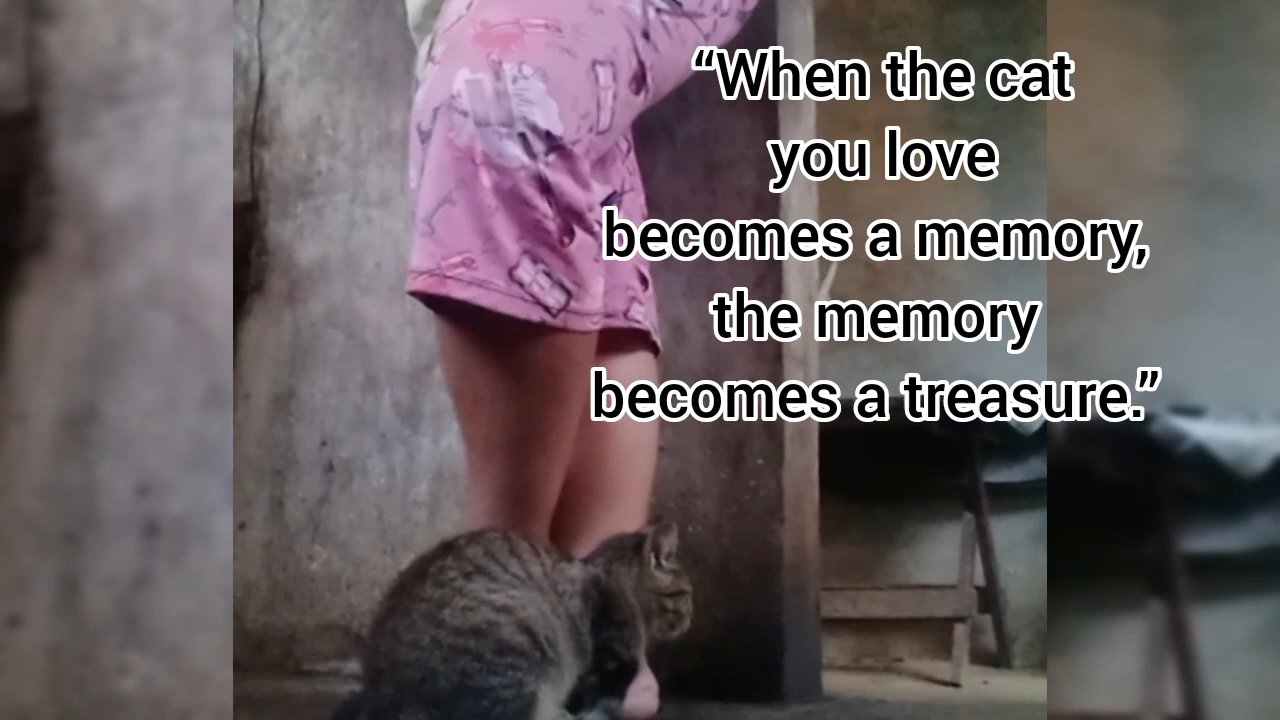 “When the cat
you love
becomes a memory,
the memory
becomes a treasure.”